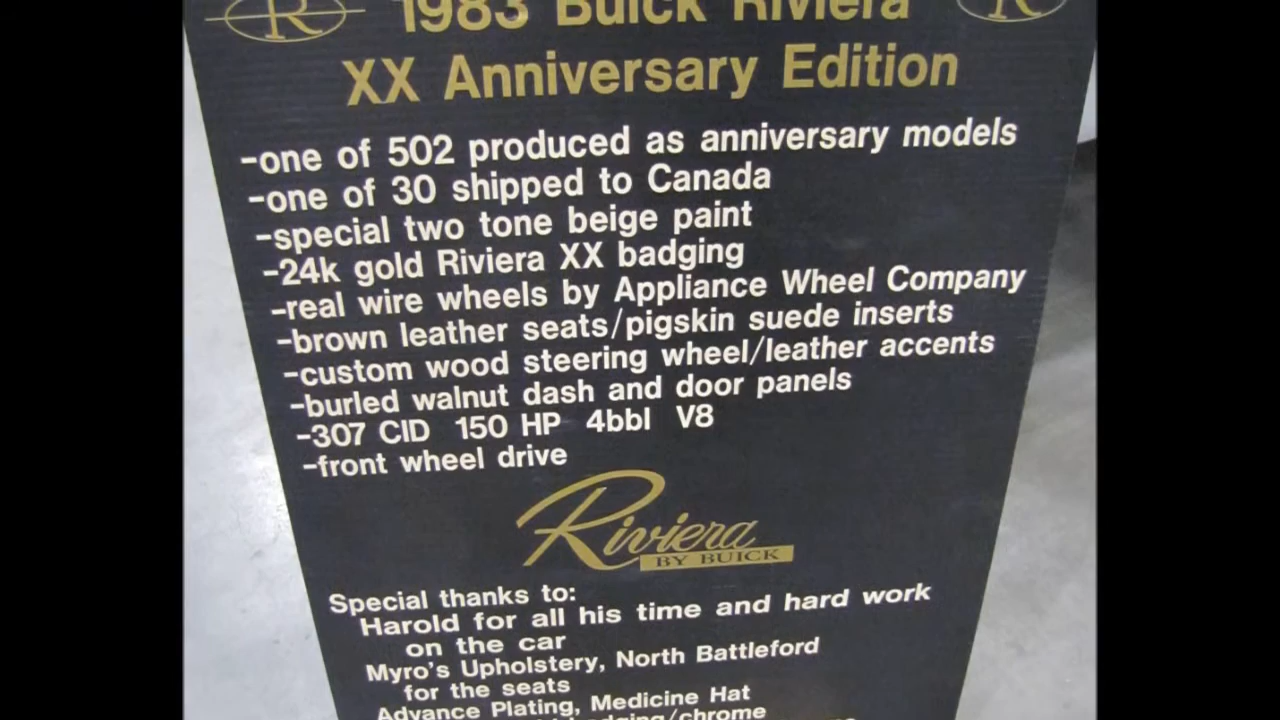 R
1983 Buick Riviera
R
XX Anniversary Edition
-one of 502 produced as anniversary models
-one of 30 shipped to Canada
-special two tone beige paint
-24k gold Riviera XX badging
-real wire wheels by Appliance Wheel Company
-brown leather seats/pigskin suede inserts
-custom wood steering wheel/leather accents
-burled walnut dash and door panels
-307 CID 150 HP 4bbl V8
-front wheel drive
Riviera
BY BUICK
Special thanks to:
Harold for all his time and hard work
on the car
Myro's Upholstery, North Battleford
for the seats
Advance Plating, Medicine Hat
badging/chrome